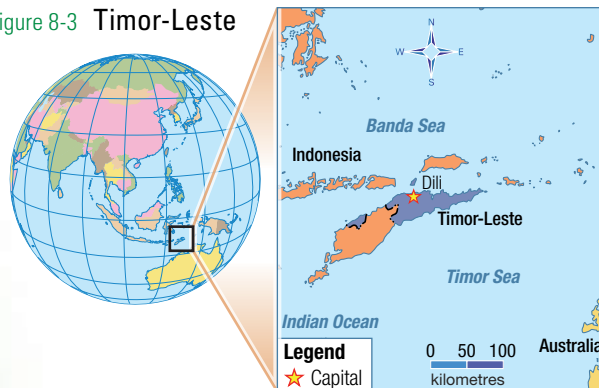 igure 8-3 Timor-Leste
N
W E
S
Banda Sea
Indonesia
Dili
Timor-Leste
Timor Sea
Indian Ocean
Australia
Legend
Capital
0 50 100
kilometres